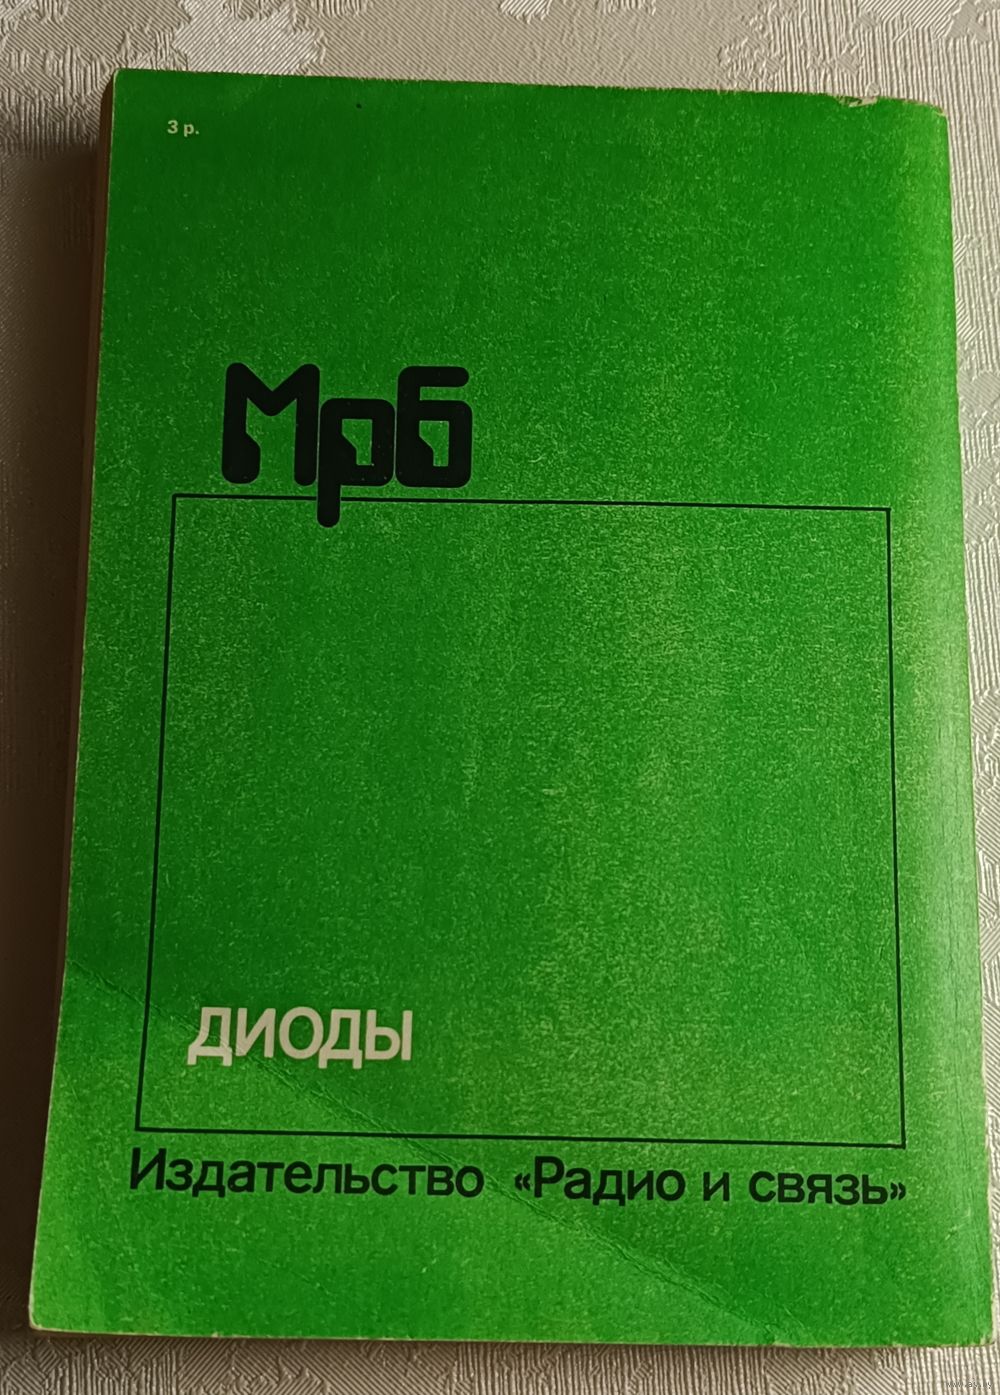 3 р.
Мрб
ДИОДЫ
Издательство «Радио и связь»